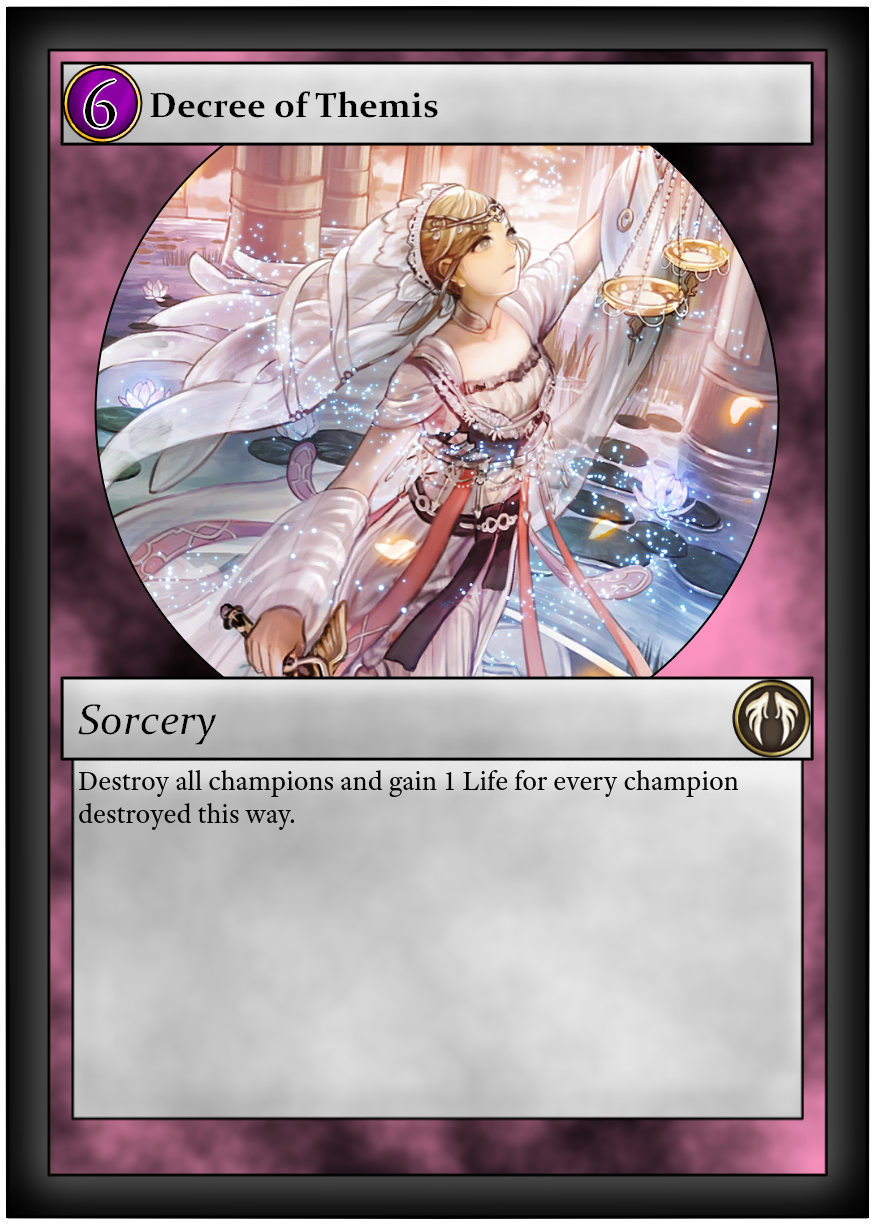 6 Decree of Themis
Sorcery
Destroy all champions and gain 1 Life for every champion
destroyed this way.